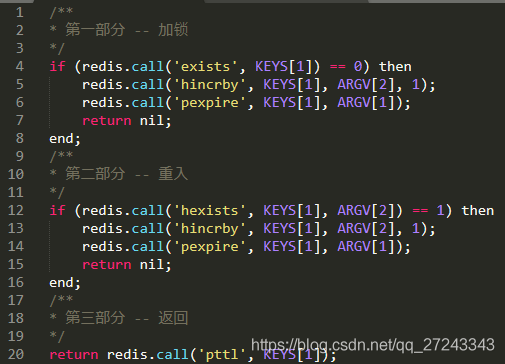 1 /**
2 * 第一部分 -- 加锁
3 */
4 if (redis.call('exists', KEYS[1]) == 0) then
5 redis.call('hincrby', KEYS[1], ARGV[2], 1);
6 redis.call('pexpire', KEYS[1], ARGV[1]);
7 return nil;
8 end;
9 /**
10 * 第二部分 -- 重入
11 */
12 if (redis.call('hexists', KEYS[1], ARGV[2]) == 1) then
13 redis.call('hincrby', KEYS[1], ARGV[2], 1);
14 redis.call('pexpire', KEYS[1], ARGV[1]);
15 return nil;
16 end;
17 /**
18 * 第三部分 -- 返回
19 */
https://blog.csdn.net/qq_27243343
20 return redis.call('pttl', KEYS[1]);